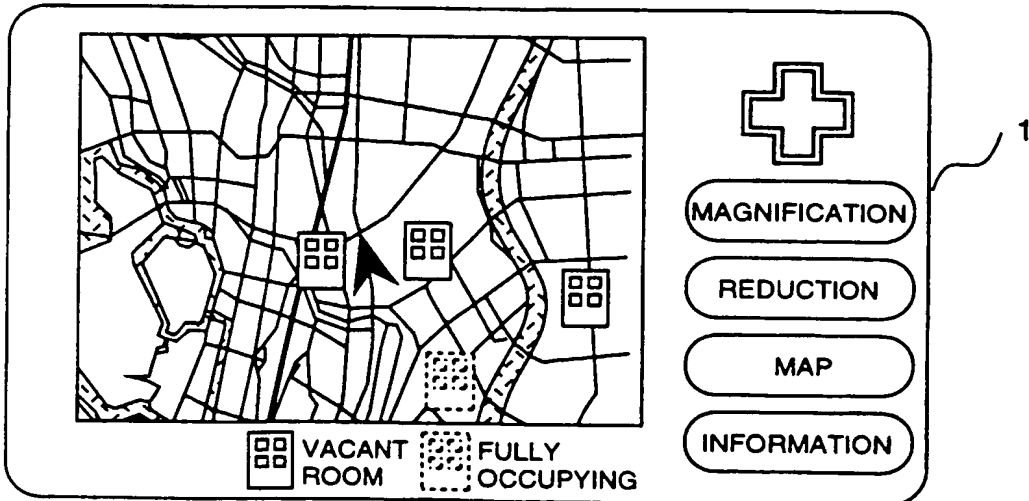 1
MAGNIFICATION
REDUCTION
MAP
INFORMATION
VACANT
ROOM
FULLY
OCCUPYING